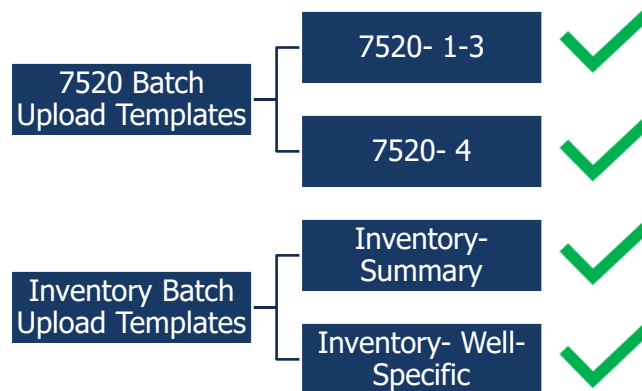 7520 Batch
Upload Templates
7520- 1-3
7520- 4
Inventory Batch
Upload Templates
Inventory-
Summary
Inventory- Well-
Specific